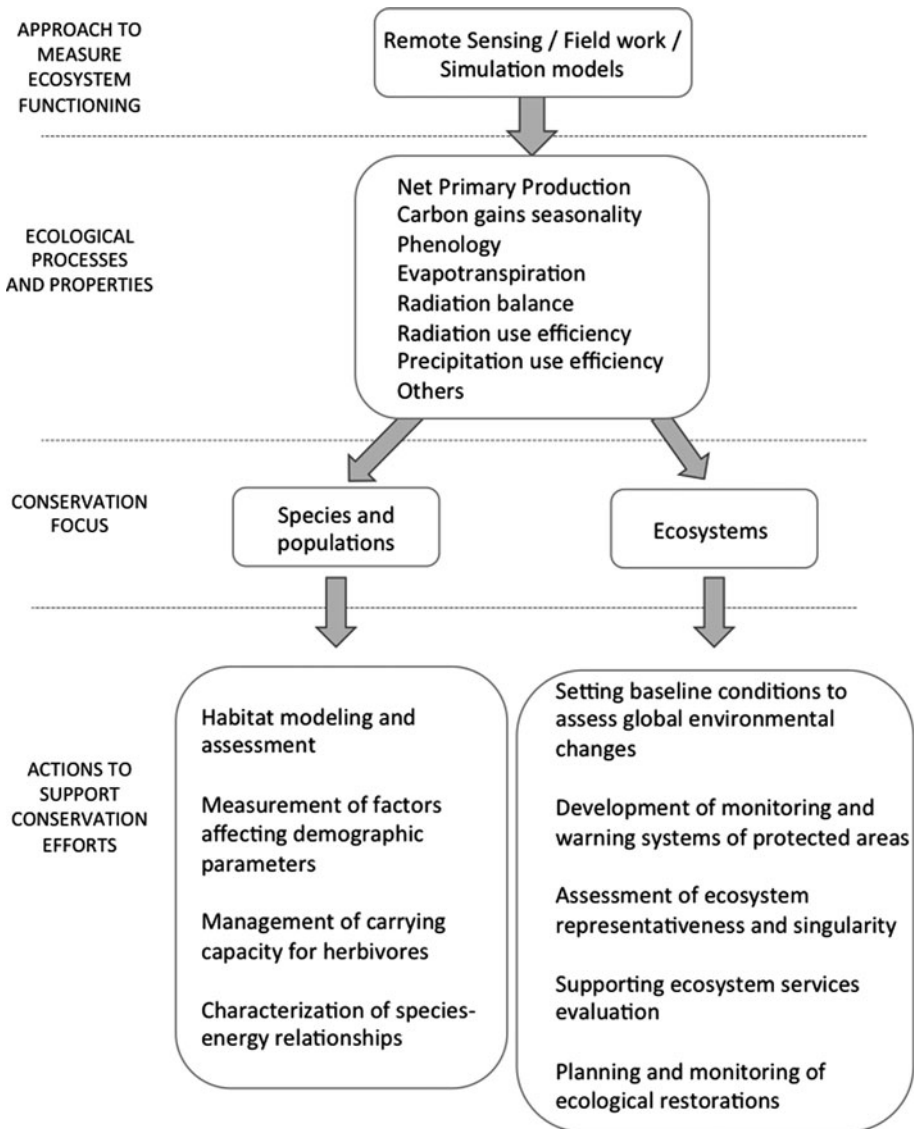 APPROACH TO
MEASURE
ECOSYSTEM
FUNCTIONING
Remote Sensing / Field work /
Simulation models
ECOLOGICAL
PROCESSES
AND PROPERTIES
Net Primary Production
Carbon gains seasonality
Phenology
Evapotranspiration
Radiation balance
Radiation use efficiency
Precipitation use efficiency
Others
CONSERVATION
FOCUS
Species and
populations
Ecosystems
ACTIONS TO
SUPPORT
CONSERVATION
EFFORTS
Habitat modeling and
assessment
Measurement of factors
affecting demographic
parameters
Management of carrying
capacity for herbivores
Characterization of species-
energy relationships
Setting baseline conditions to
assess global environmental
changes
Development of monitoring and
warning systems of protected areas
Assessment of ecosystem
representativeness and singularity
Supporting ecosystem services
evaluation
Planning and monitoring of
ecological restorations